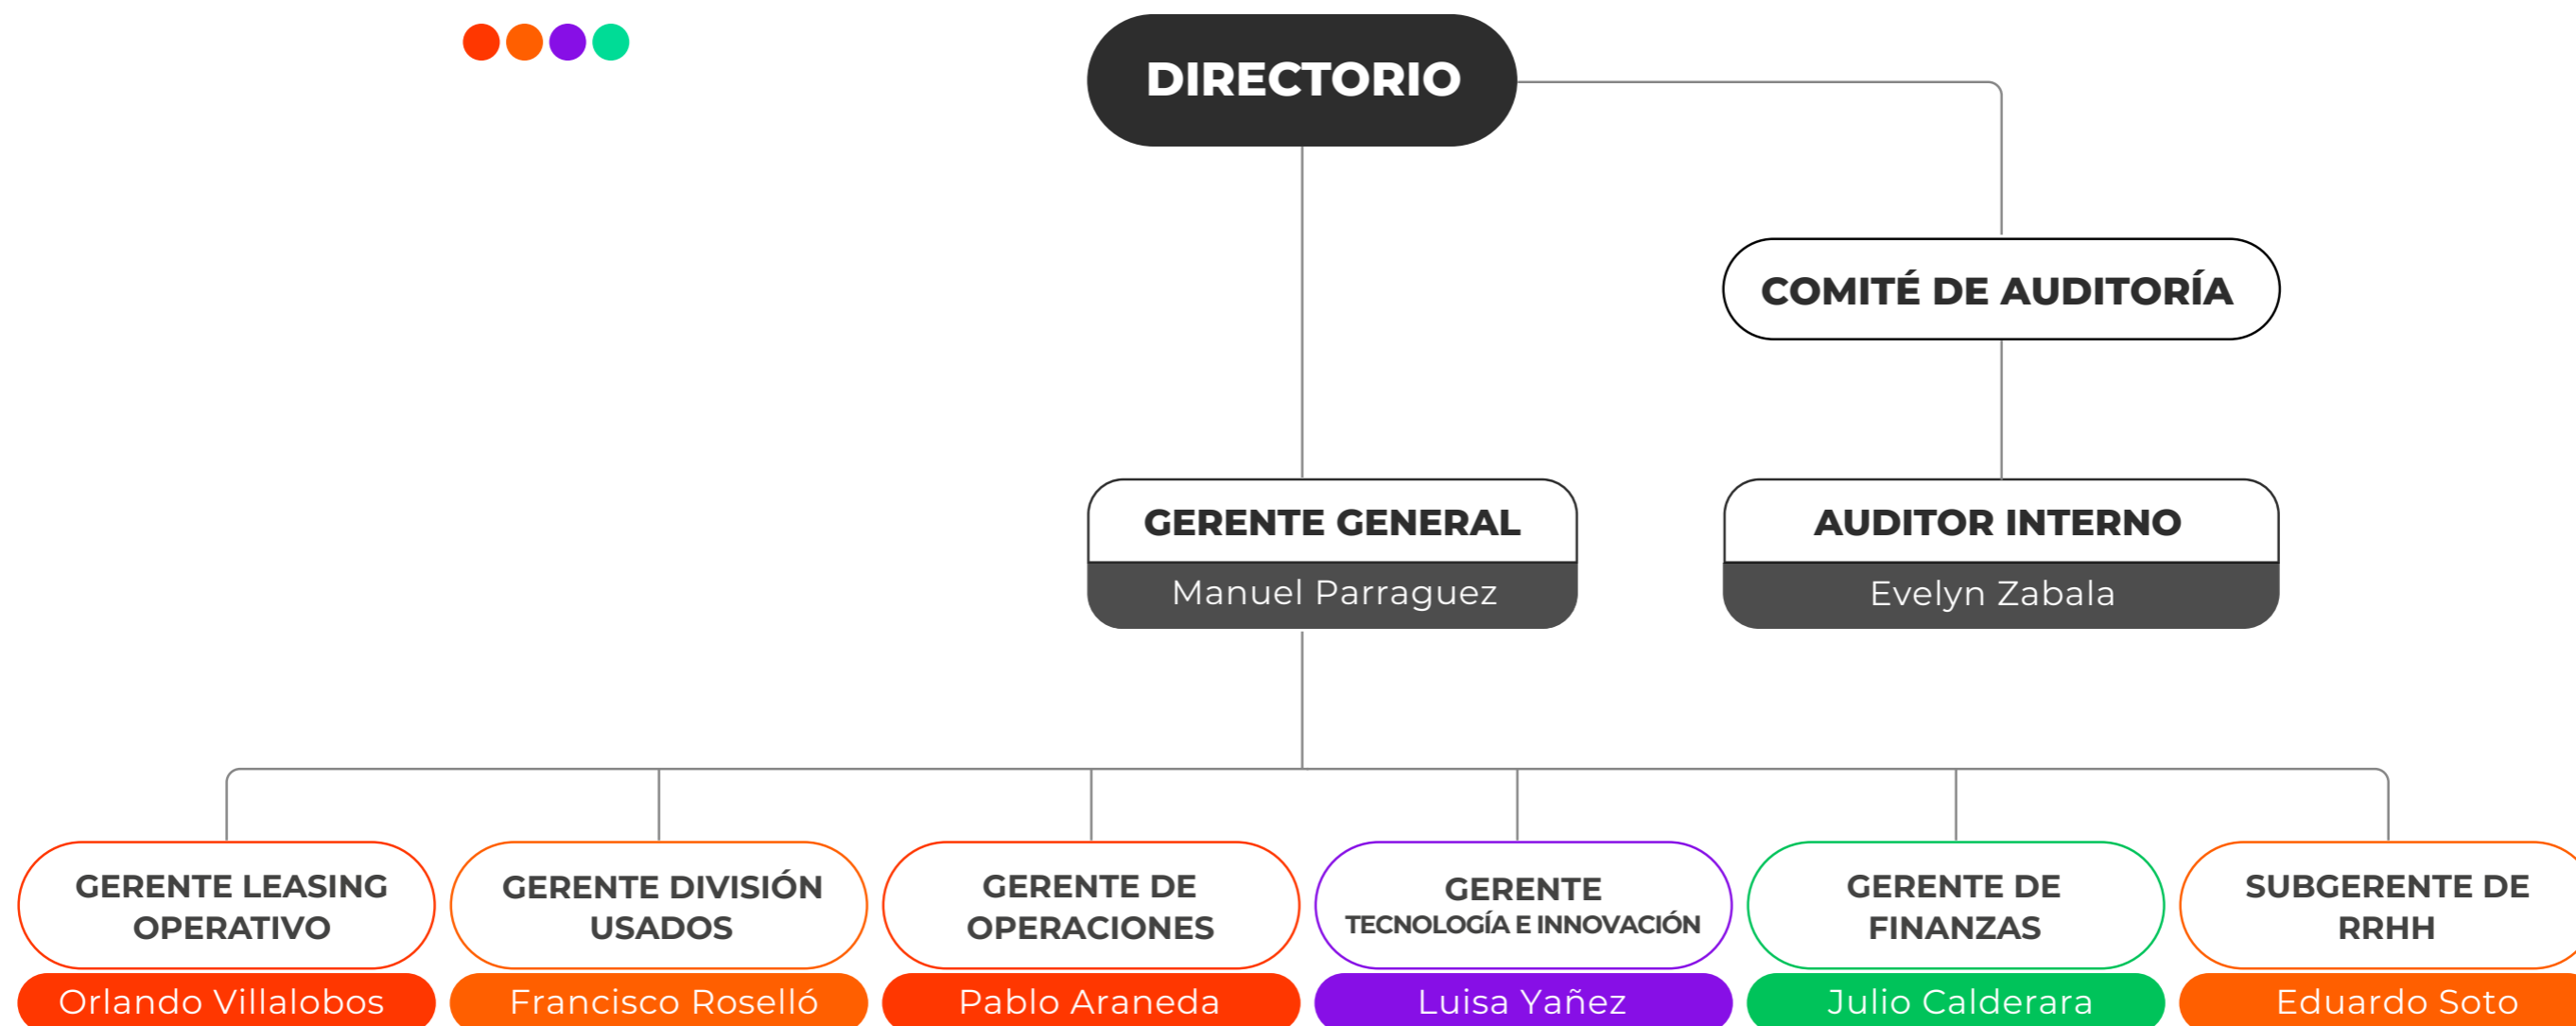 DIRECTORIO
COMITÉ DE AUDITORÍA
GERENTE GENERAL
Manuel Parraguez
AUDITOR INTERNO
Evelyn Zabala
GERENTE LEASING
OPERATIVO
Orlando Villalobos
GERENTE DIVISIÓN
USADOS
Francisco Roselló
GERENTE DE
OPERACIONES
Pablo Araneda
GERENTE
TECNOLOGÍA E INNOVACIÓN
Luisa Yañez
GERENTE DE
FINANZAS
Julio Calderara
SUBGERENTE DE
RRHH
Eduardo Soto